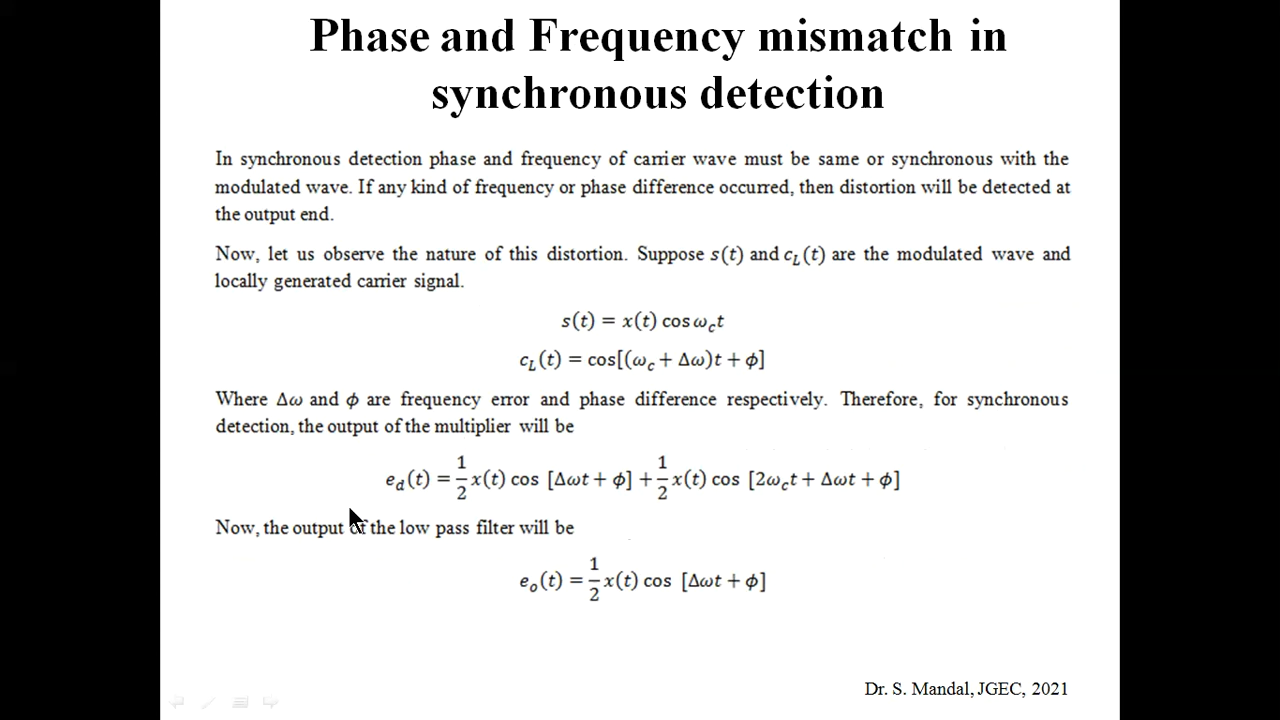 Phase and Frequency mismatch in
synchronous detection
In synchronous detection phase and frequency of carrier wave must be same or synchronous with the
modulated wave. If any kind of frequency or phase difference occurred, then distortion will be detected at
the output end.
Now, let us observe the nature of this distortion. Suppose s(t) and c_L(t) are the modulated wave and
locally generated carrier signal.
s(t) = x(t) cos ω_c t
c_L(t) = cos[(ω_c + Δω)t + ϕ]
Where Δω and ϕ are frequency error and phase difference respectively. Therefore, for synchronous
detection, the output of the multiplier will be
e_d(t) = 1/2 x(t) cos [Δωt + ϕ] + 1/2 x(t) cos [2ω_c t + Δωt + ϕ]
Now, the output of the low pass filter will be
e_o(t) = 1/2 x(t) cos [Δωt + ϕ]
Dr. S. Mandal, JGEC, 2021